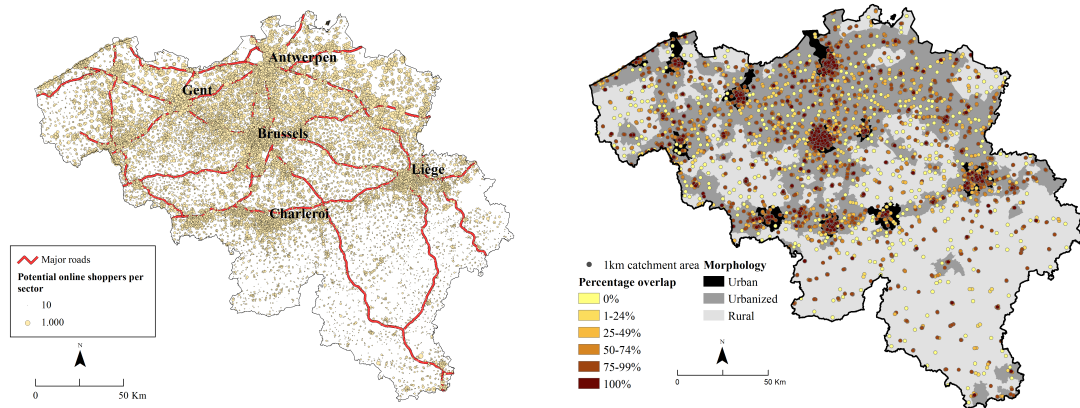 Antwerpen
Gent
Brussels
Liège
Charleroi
Major roads
Potential online shoppers per
sector
10
1.000
N
0 50 Km
1km catchment area
Percentage overlap
0%
1-24%
25-49%
50-74%
75-99%
100%
Morphology
Urban
Urbanized
Rural
N
0 50 Km